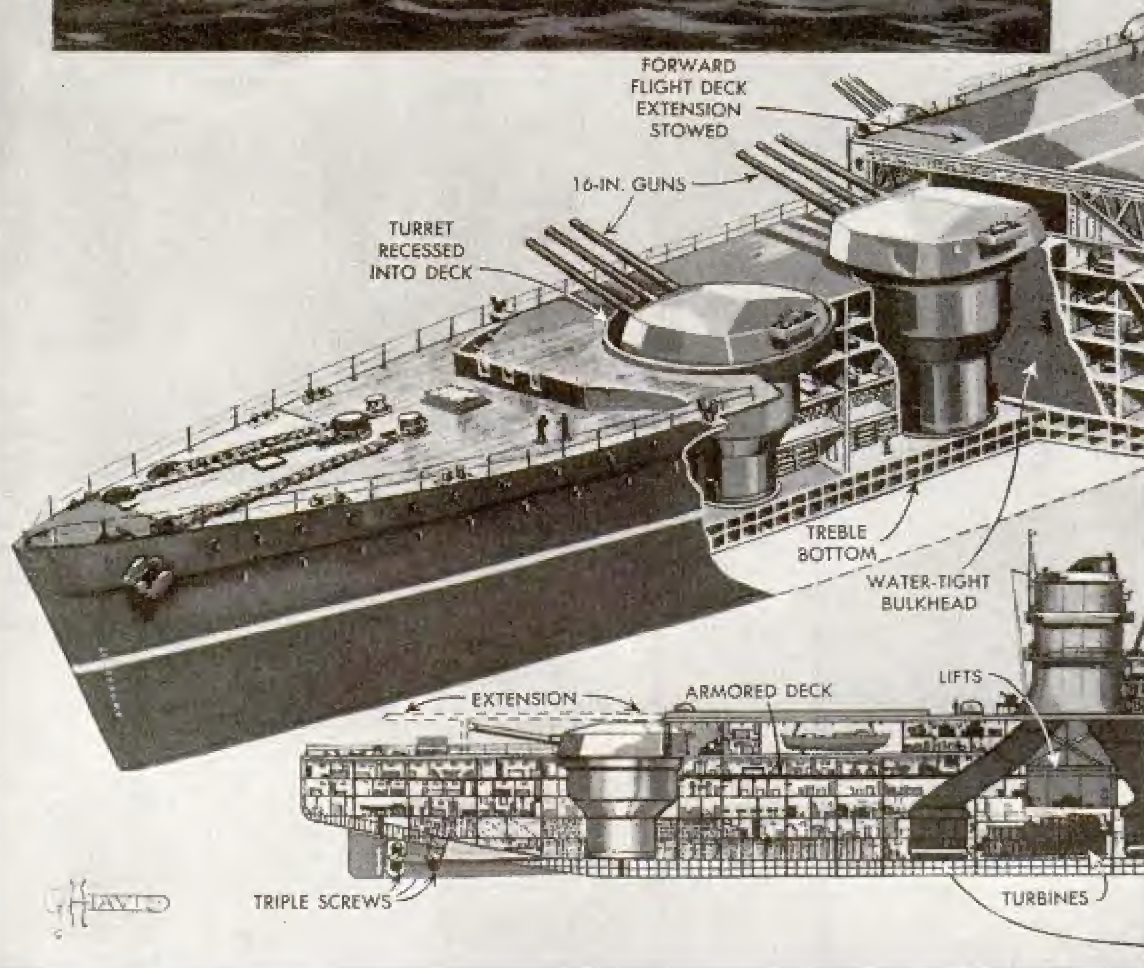 FORWARD
FLIGHT DECK
EXTENSION
STOWED
16-IN. GUNS
TURRET
RECESSED
INTO DECK
TREBLE
BOTTOM
WATER-TIGHT
BULKHEAD
LIFTS
EXTENSION
ARMORED DECK
TRIPLE SCREWS
TURBINES